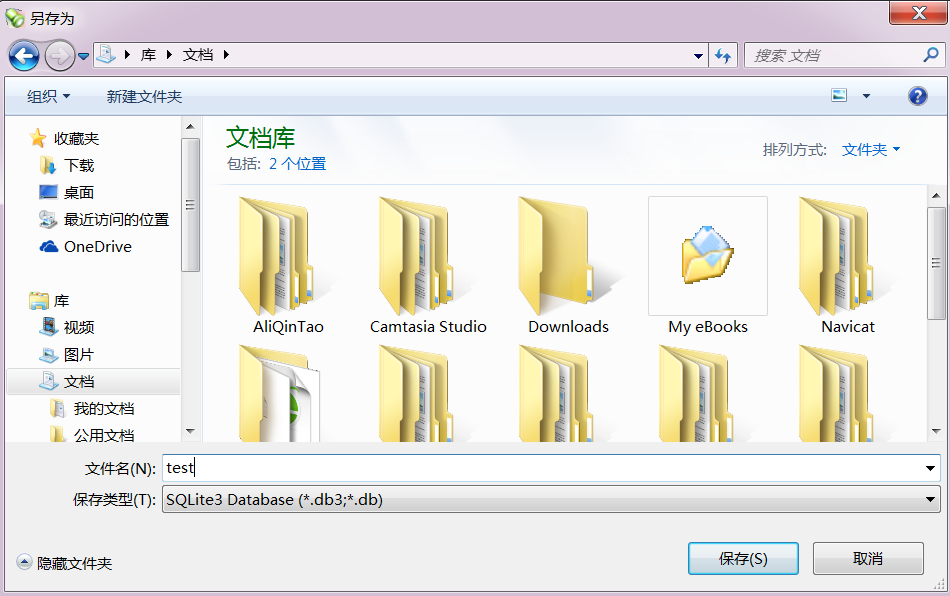 另存为
库 文档
搜索 文档
组织 新建文件夹
收藏夹
下载
桌面
最近访问的位置
OneDrive
库
视频
图片
文档
我的文档
公用文档
文档库
包括: 2 个位置
排列方式: 文件夹
AliQinTao Camtasia Studio Downloads My eBooks Navicat
文件名(N): test
保存类型(T): SQLite3 Database (*.db3;*.db)
隐藏文件夹 保存(S) 取消